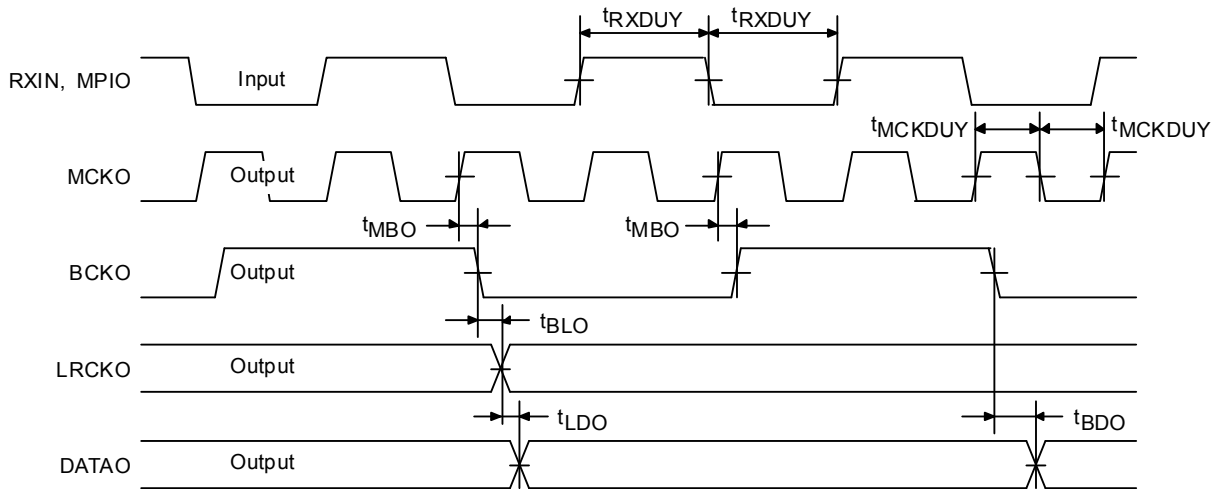 tRXDUY tRXDUY
RXIN, MPIO Input
tMCKDUY tMCKDUY
MCKO Output
tMBO tMBO
BCKO Output
tBLO
LRCKO Output
tLDO tBDO
DATAO Output